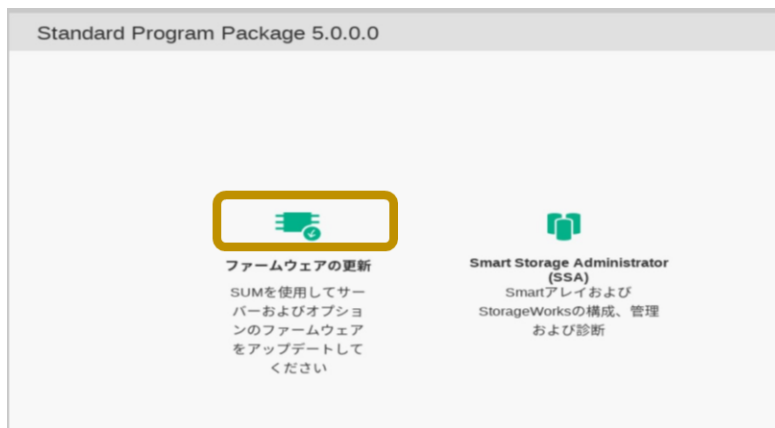 Standard Program Package 5.0.0.0
ファームウェアの更新
SUMを使用してサー
バーおよびオプショ
ンのファームウェア
をアップデートして
ください
Smart Storage Administrator
(SSA)
Smartアレイおよび
StorageWorksの構成、管理
および診断